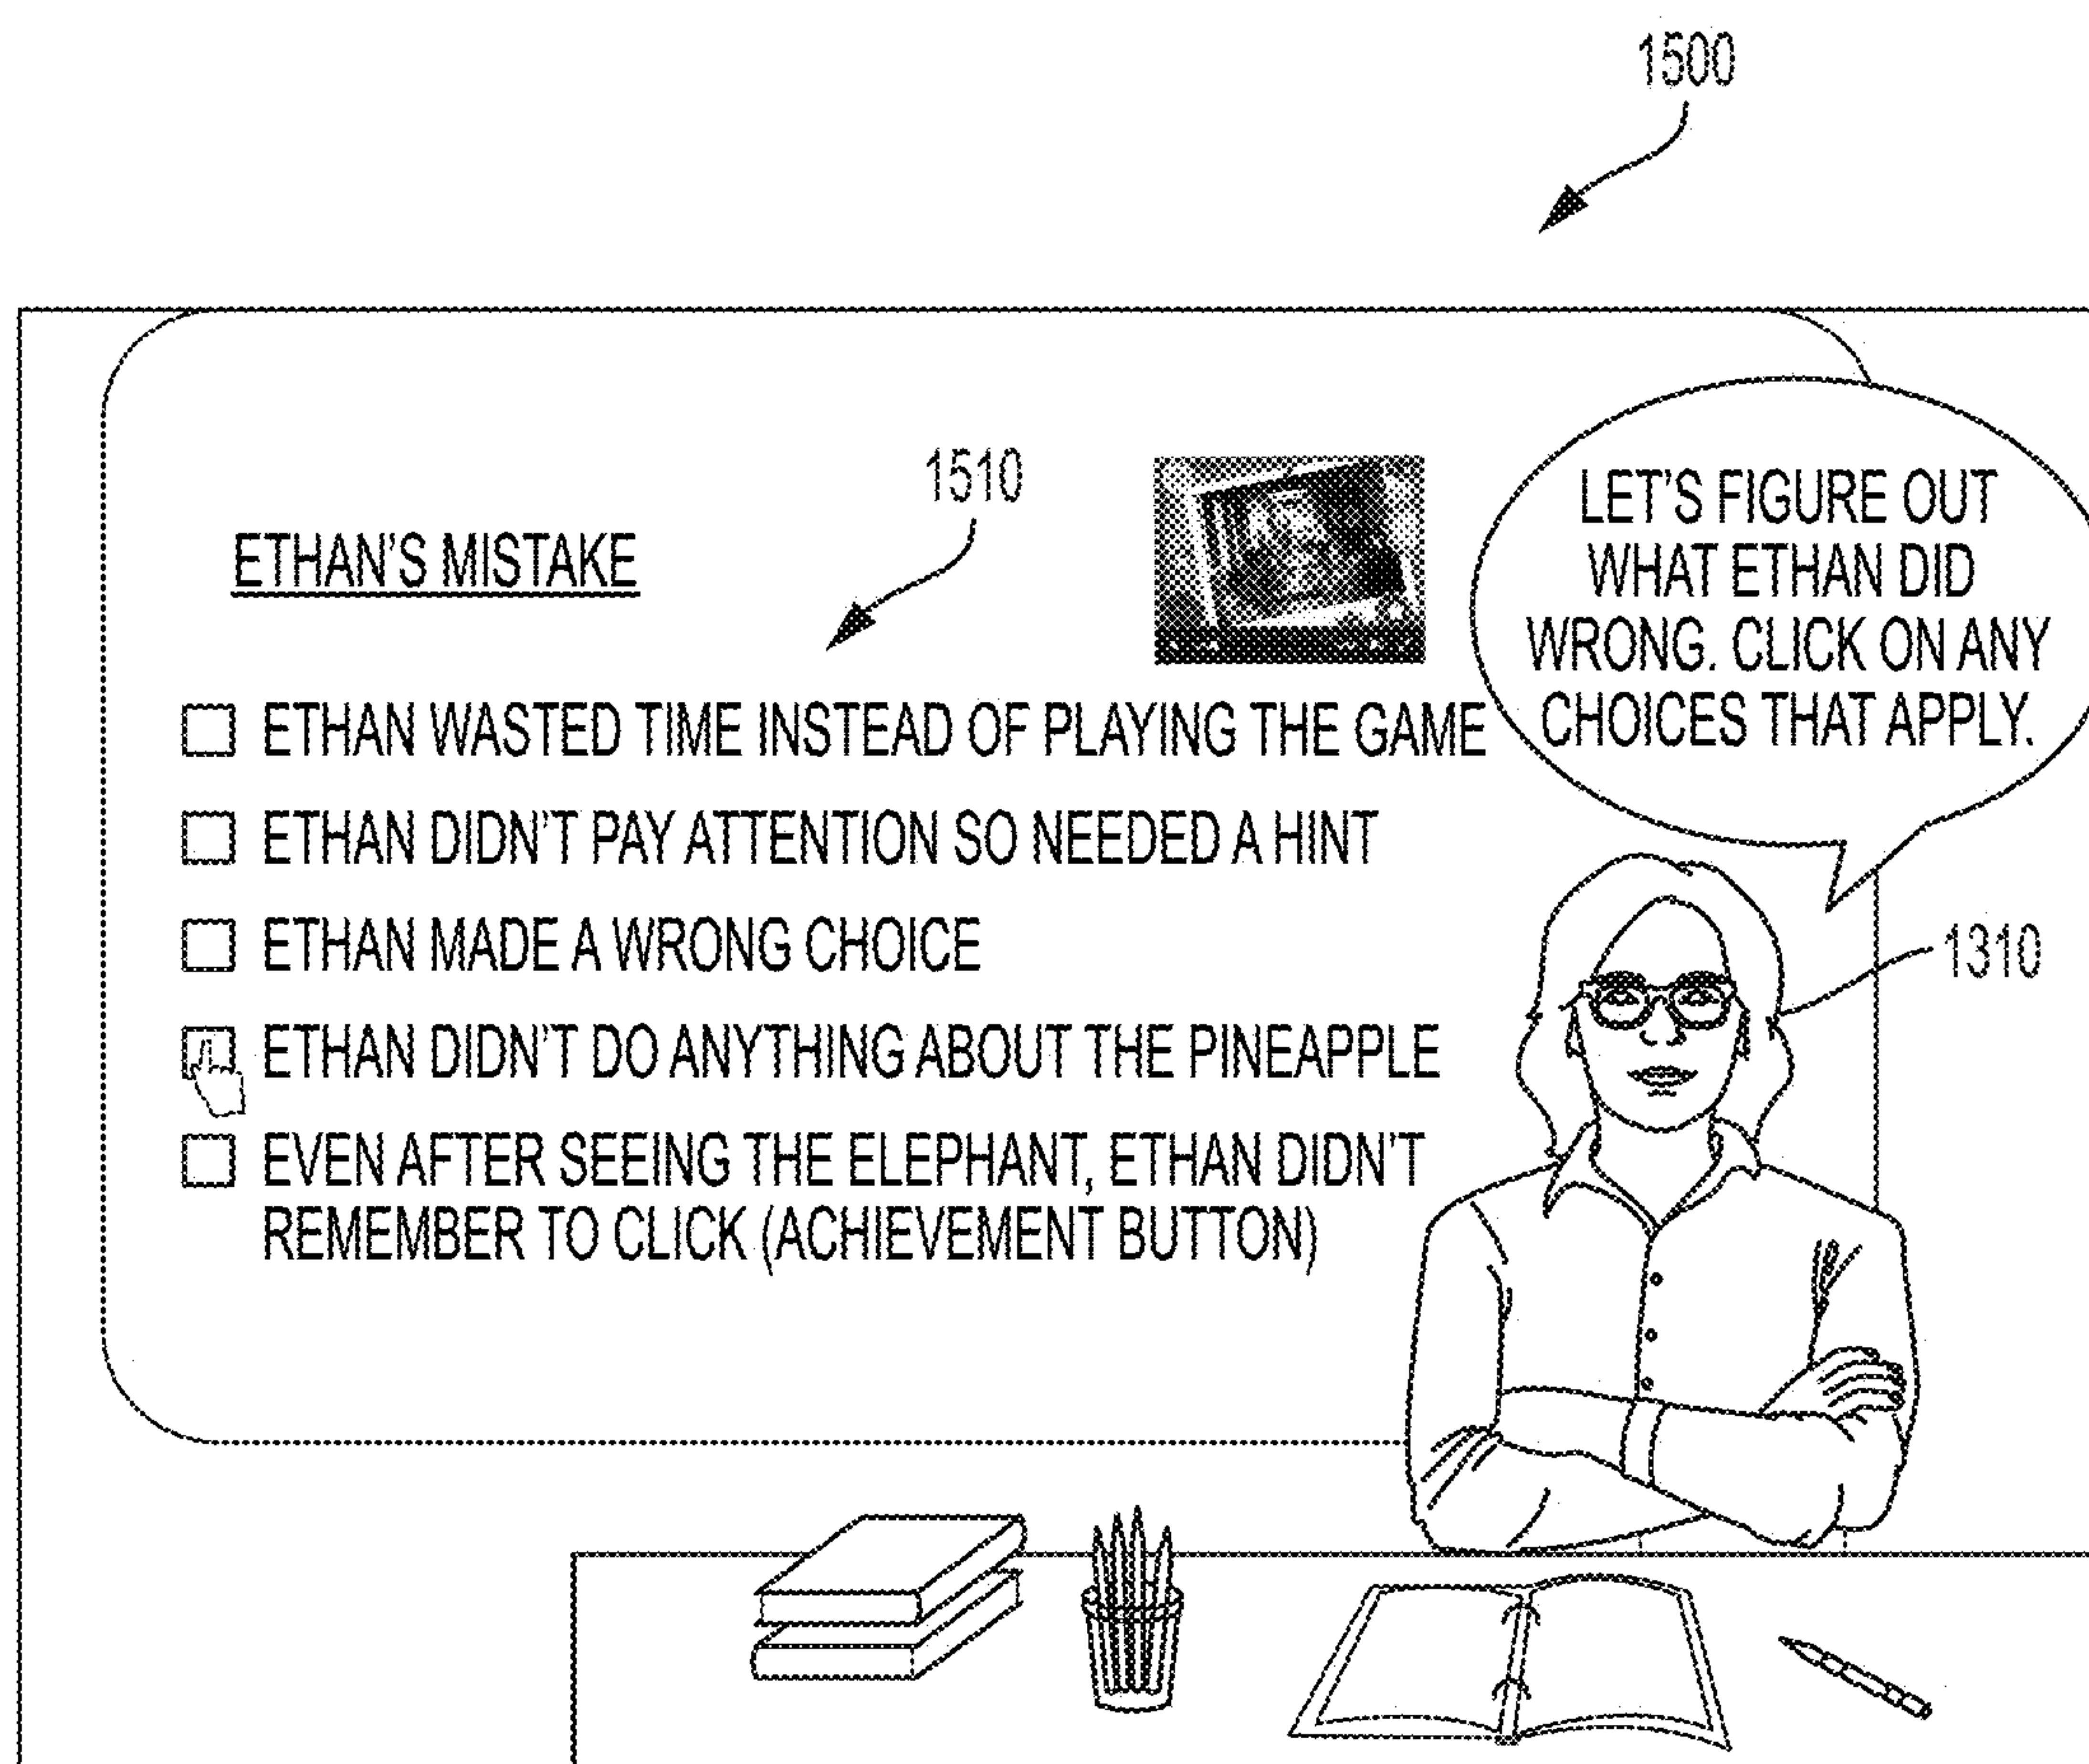 1500
1510
ETHAN'S MISTAKE
LET'S FIGURE OUT
WHAT ETHAN DID
WRONG. CLICK ON ANY
CHOICES THAT APPLY.
ETHAN WASTED TIME INSTEAD OF PLAYING THE GAME
ETHAN DIDN'T PAY ATTENTION SO NEEDED A HINT
ETHAN MADE A WRONG CHOICE
1310
ETHAN DIDN'T DO ANYTHING ABOUT THE PINEAPPLE
EVEN AFTER SEEING THE ELEPHANT, ETHAN DIDN'T
REMEMBER TO CLICK (ACHIEVEMENT BUTTON)